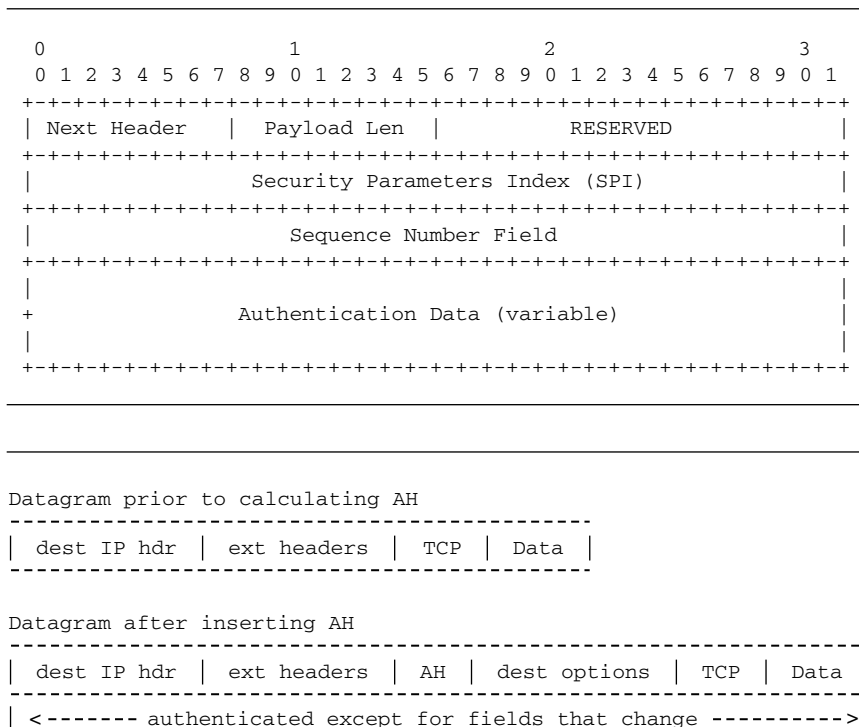 0                   1                   2                   3
0 1 2 3 4 5 6 7 8 9 0 1 2 3 4 5 6 7 8 9 0 1 2 3 4 5 6 7 8 9 0 1
+-+-+-+-+-+-+-+-+-+-+-+-+-+-+-+-+-+-+-+-+-+-+-+-+-+-+-+-+-+-+-+-+
| Next Header   |  Payload Len  |          RESERVED             |
+-+-+-+-+-+-+-+-+-+-+-+-+-+-+-+-+-+-+-+-+-+-+-+-+-+-+-+-+-+-+-+-+
|                 Security Parameters Index (SPI)               |
+-+-+-+-+-+-+-+-+-+-+-+-+-+-+-+-+-+-+-+-+-+-+-+-+-+-+-+-+-+-+-+-+
|                    Sequence Number Field                      |
+-+-+-+-+-+-+-+-+-+-+-+-+-+-+-+-+-+-+-+-+-+-+-+-+-+-+-+-+-+-+-+-+
|                                                               |
+                Authentication Data (variable)                 |
|                                                               |
+-+-+-+-+-+-+-+-+-+-+-+-+-+-+-+-+-+-+-+-+-+-+-+-+-+-+-+-+-+-+-+-+
Datagram prior to calculating AH
-----------------------------------------------
| dest IP hdr | ext headers | TCP | Data |
-----------------------------------------------
Datagram after inserting AH
---------------------------------------------------------------------
| dest IP hdr | ext headers | AH | dest options | TCP | Data
---------------------------------------------------------------------
| <------- authenticated except for fields that change ---------->